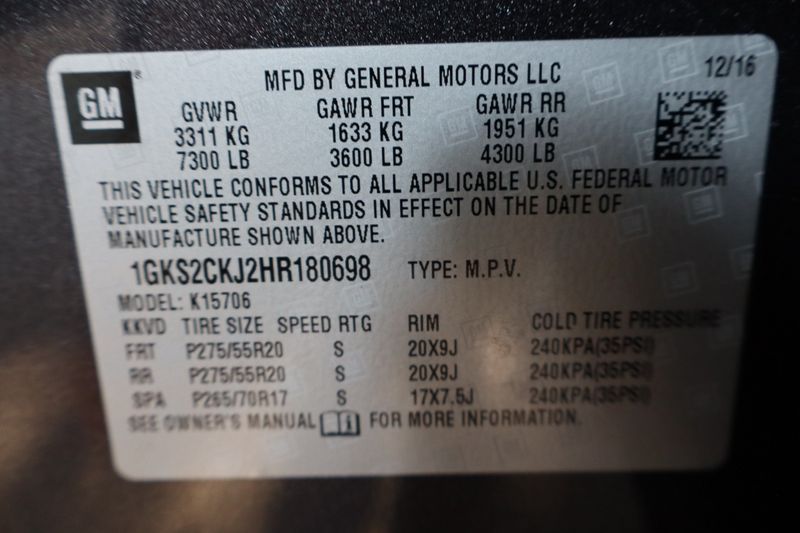 GM
MFD BY GENERAL MOTORS LLC 12/16
GVWR GAWR FRT GAWR RR
3311 KG 1633 KG 1951 KG
7300 LB 3600 LB 4300 LB
THIS VEHICLE CONFORMS TO ALL APPLICABLE U.S. FEDERAL MOTOR
VEHICLE SAFETY STANDARDS IN EFFECT ON THE DATE OF
MANUFACTURE SHOWN ABOVE.
1GKS2CKJ2HR180698 TYPE: M.P.V.
MODEL: K15706
KKVD TIRE SIZE SPEED RTG RIM COLD TIRE PRESSURE
FRT P275/55R20 S 20X9J 240KPA(35PSI)
RR P275/55R20 S 20X9J 240KPA(35PSI)
SPA P265/70R17 S 17X7.5J 240KPA(35PSI)
SEE OWNER'S MANUAL FOR MORE INFORMATION.